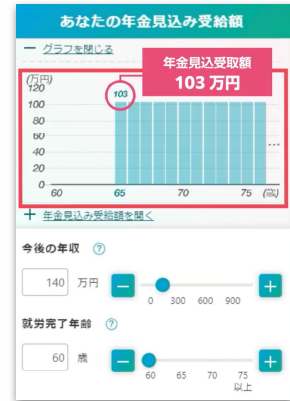 あなたの年金見込み受給額
ー グラフを閉じる
年金見込受取額
103 万円
(万円)
120
103
100
80
60
40
20
0
...
60 65 70 75 (歳)
+ 年金見込み受給額を開く
今後の年収 ?
140 万円 − +
0 300 600 900
就労完了年齢 ?
60 歳 − +
60 65 70 75
以上